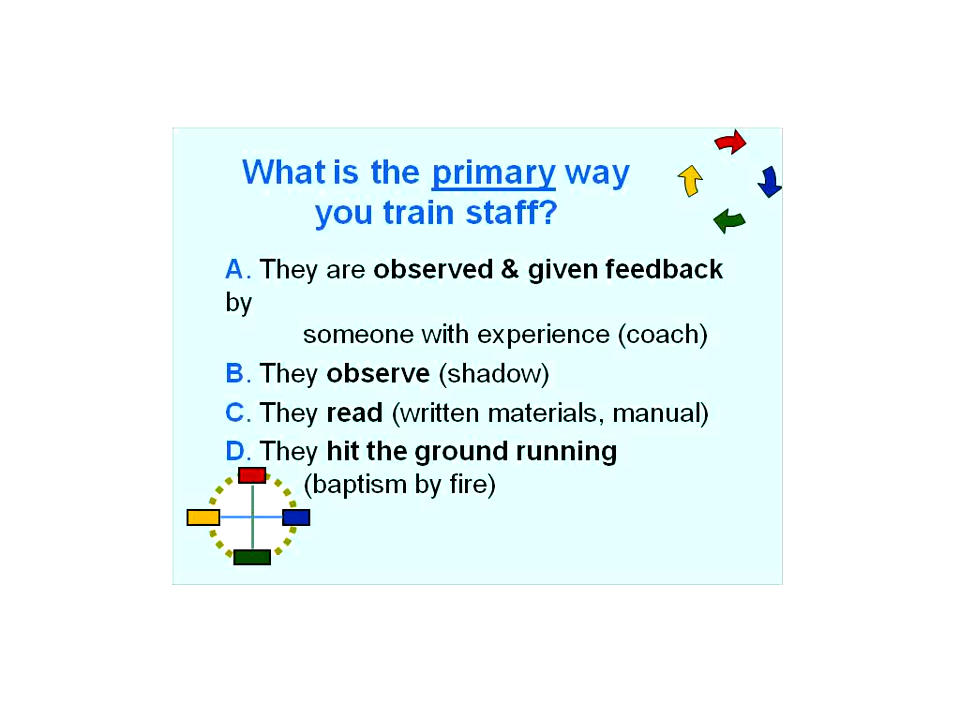 What is the primary way
you train staff?
A. They are observed & given feedback
by
someone with experience (coach)
B. They observe (shadow)
C. They read (written materials, manual)
D. They hit the ground running
(baptism by fire)